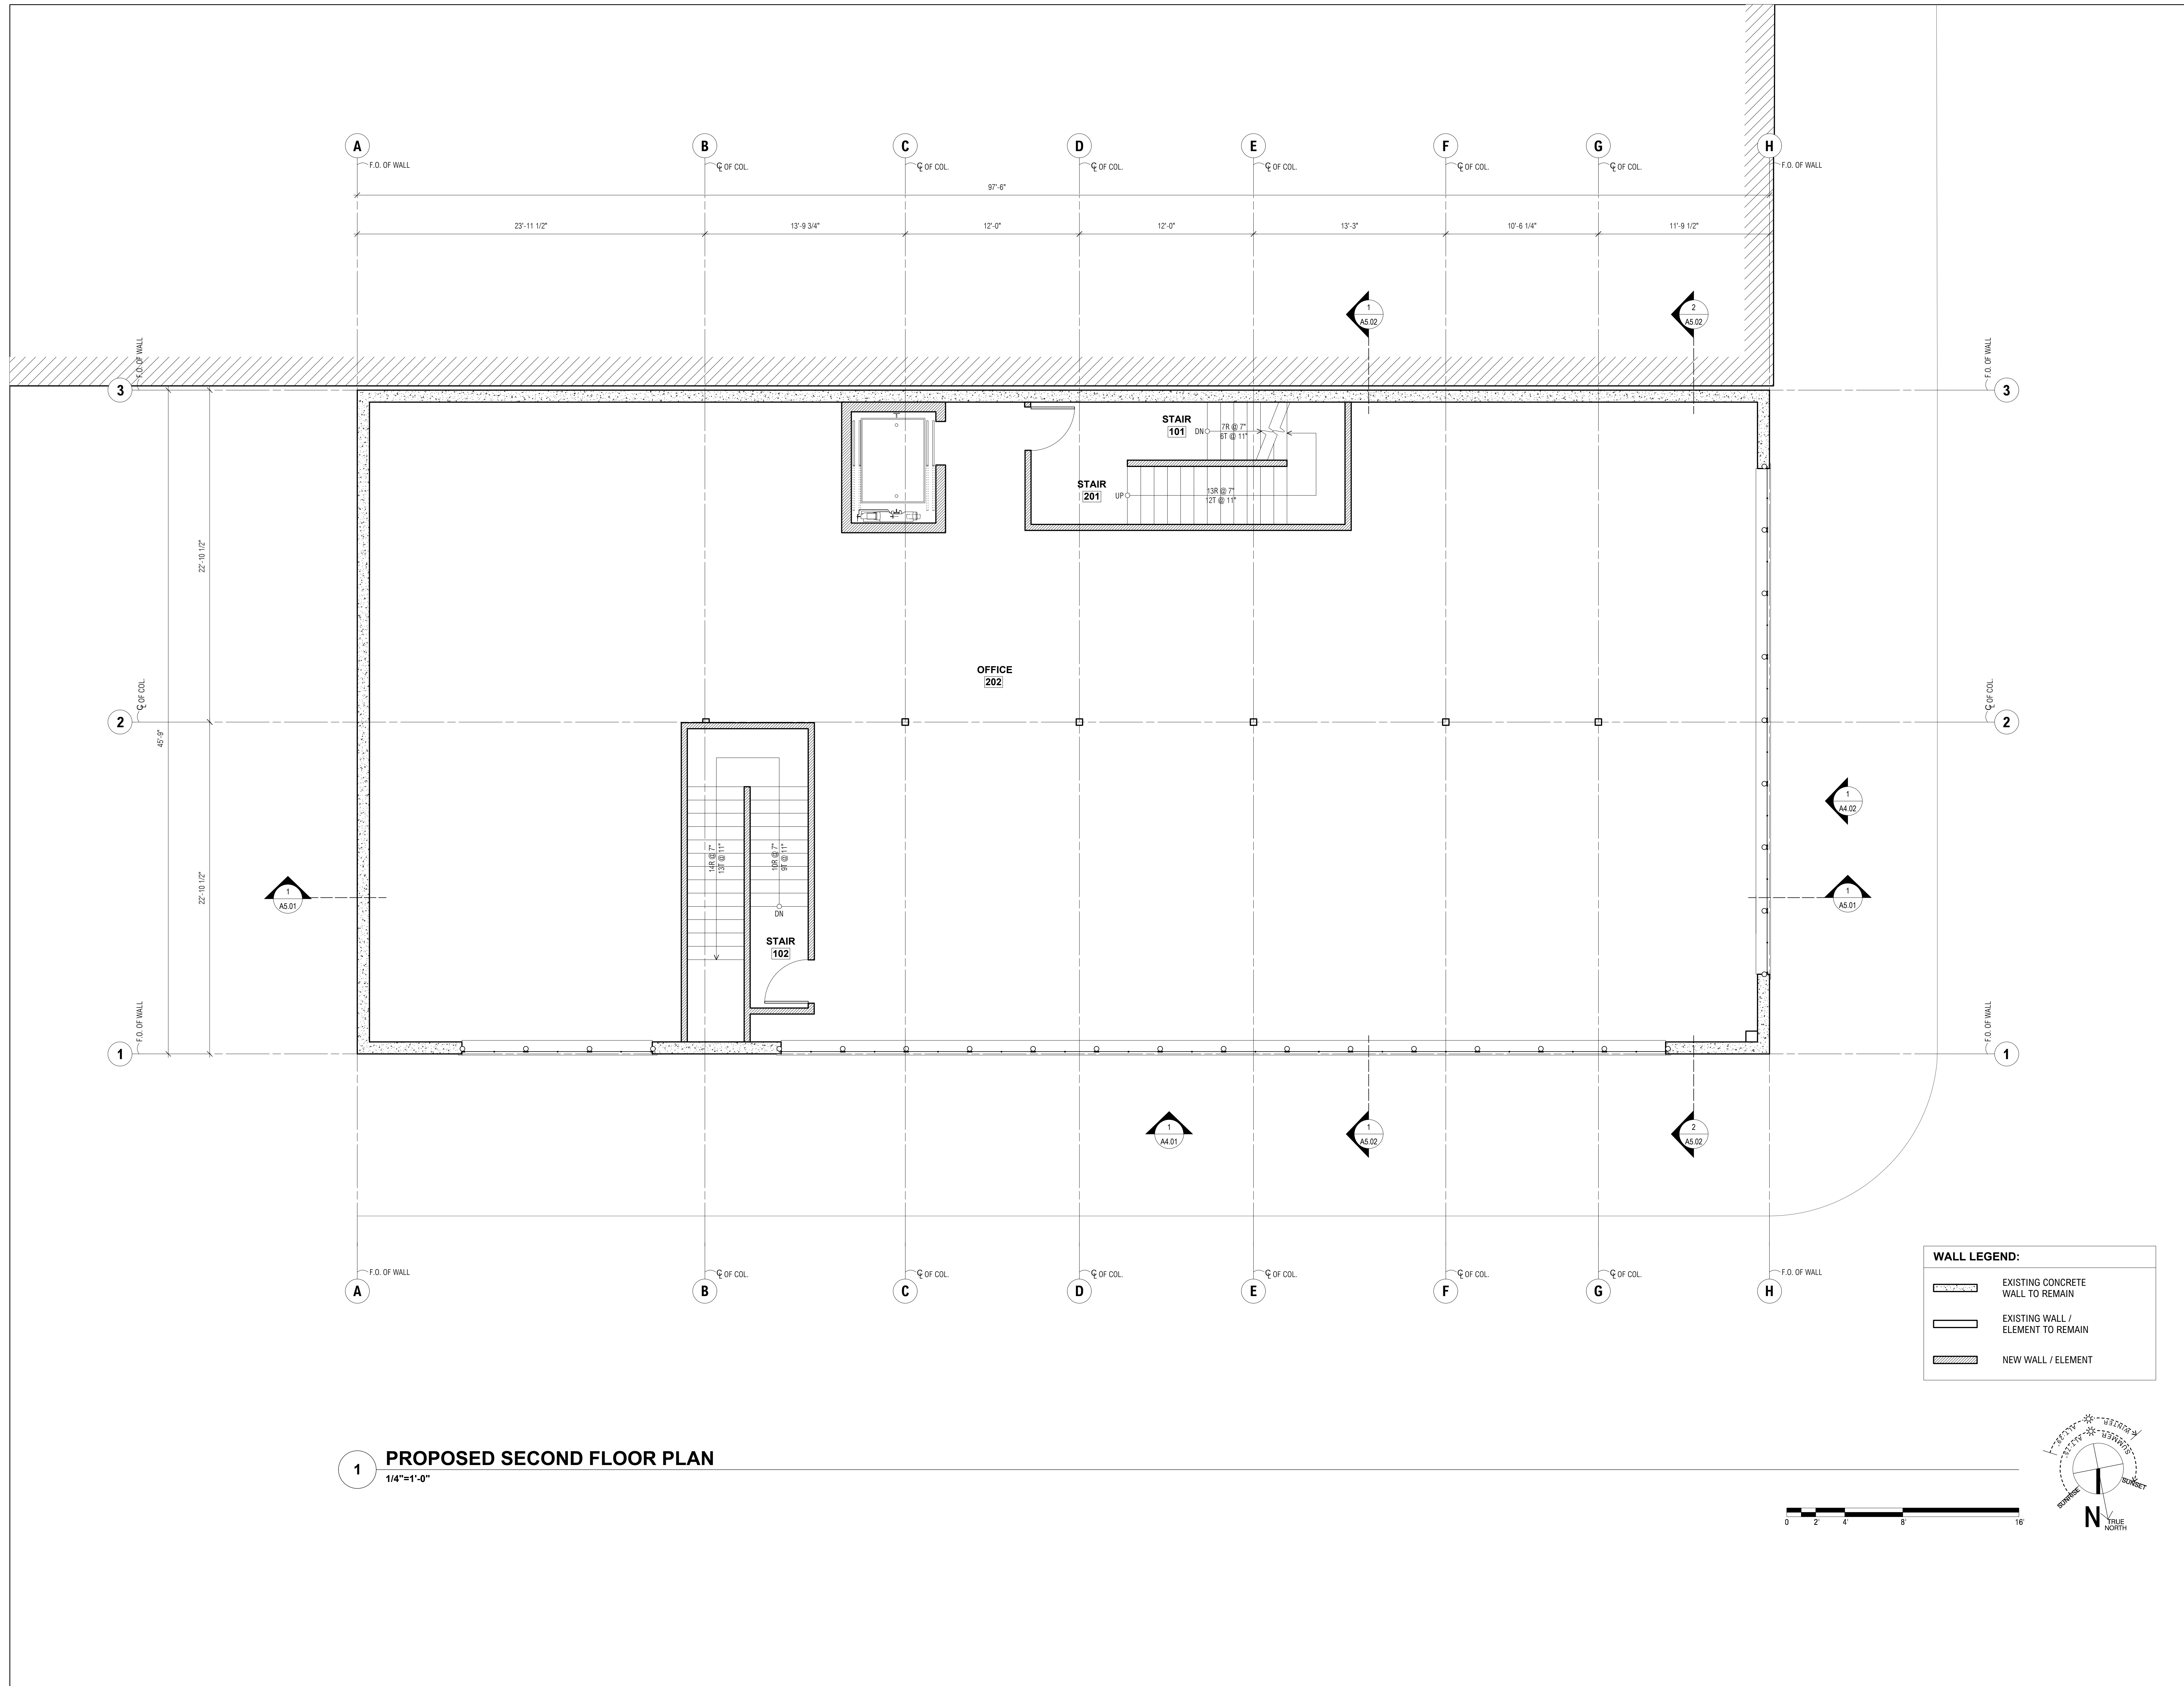 A
B
C
D
E
F
G
H
F.O. OF WALL
℄ OF COL.
℄ OF COL.
℄ OF COL.
℄ OF COL.
℄ OF COL.
℄ OF COL.
F.O. OF WALL
97'-6"
23'-11 1/2"
13'-9 3/4"
12'-0"
12'-0"
13'-3"
10'-6 1/4"
11'-9 1/2"
1
A5.02
2
A5.02
F.O. OF WALL
F.O. OF WALL
3
3
STAIR
101
DN
7R @ 7"
6T @ 11"
STAIR
201
UP
13R @ 7"
12T @ 11"
22'-10 1/2"
OFFICE
202
℄ OF COL.
℄ OF COL.
2
2
45'-9"
1
A4.02
14R @ 7"
13T @ 11"
10R @ 7"
9T @ 11"
22'-10 1/2"
1
A5.01
1
A5.01
DN
STAIR
102
F.O. OF WALL
F.O. OF WALL
1
1
1
A4.01
1
A5.02
2
A5.02
F.O. OF WALL
℄ OF COL.
℄ OF COL.
℄ OF COL.
℄ OF COL.
℄ OF COL.
℄ OF COL.
F.O. OF WALL
A
B
C
D
E
F
G
H
WALL LEGEND:
EXISTING CONCRETE
WALL TO REMAIN
EXISTING WALL /
ELEMENT TO REMAIN
NEW WALL / ELEMENT
1
PROPOSED SECOND FLOOR PLAN
1/4"=1'-0"
0
2'
4'
8'
16'
WINTER
SUMMER
SUNRISE
SUNSET
N
TRUE
NORTH